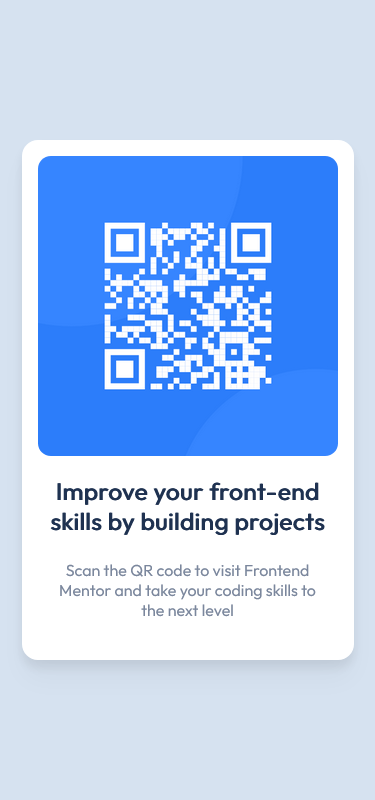 Improve your front-end
skills by building projects
Scan the QR code to visit Frontend
Mentor and take your coding skills to
the next level